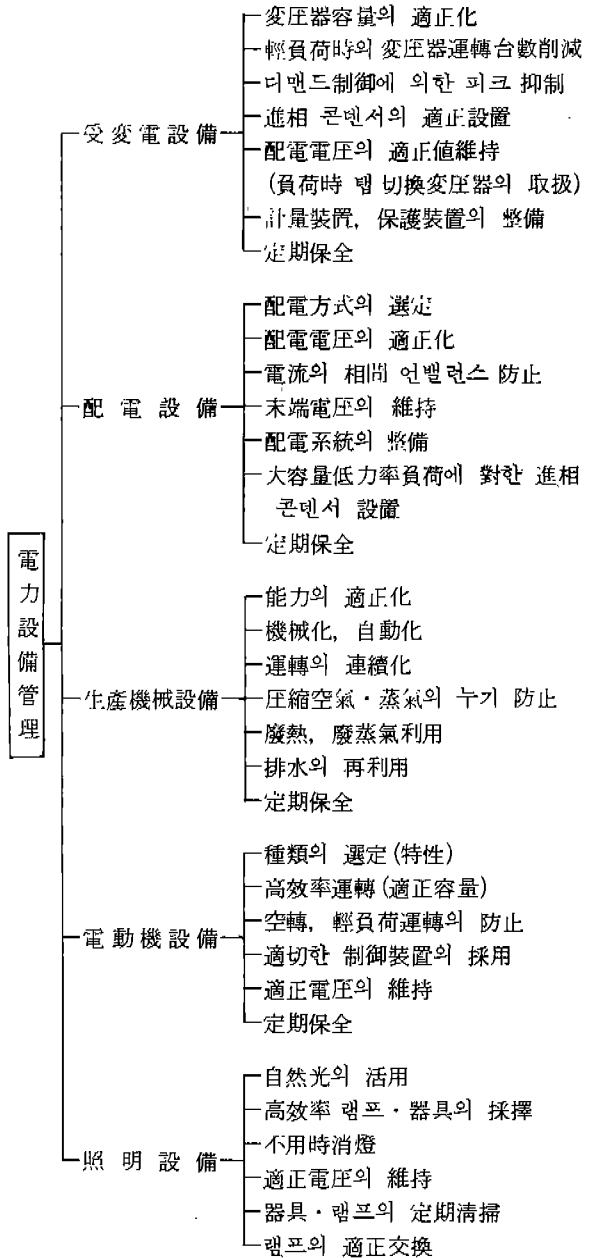 電力設備管理
受変電設備
変圧器容量의 適正化
輕負荷時의 変圧器運轉台數削減
디맨드制御에 의한 피크 抑制
進相 콘덴서의 適正設置
配電電圧의 適正値維持
(負荷時 탭 切換変圧器의 取扱)
計量裝置, 保護裝置의 整備
定期保全
配電設備
配電方式의 選定
配電電圧의 適正化
電流의 相間 언밸런스 防止
末端電圧의 維持
配電系統의 整備
大容量低力率負荷에 對한 進相
콘덴서 設置
定期保全
生産機械設備
能力의 適正化
機械化, 自動化
運轉의 連續化
圧縮空氣·蒸氣의 누기 防止
廢熱, 廢蒸氣利用
排水의 再利用
定期保全
電動機設備
種類의 選定(特性)
高效率運轉(適正容量)
空轉, 輕負荷運轉의 防止
適切한 制御裝置의 採用
適正電圧의 維持
定期保全
照明設備
自然光의 活用
高效率 램프·器具의 採擇
不用時消燈
適正電圧의 維持
器具·램프의 定期清掃
램프의 適正交換